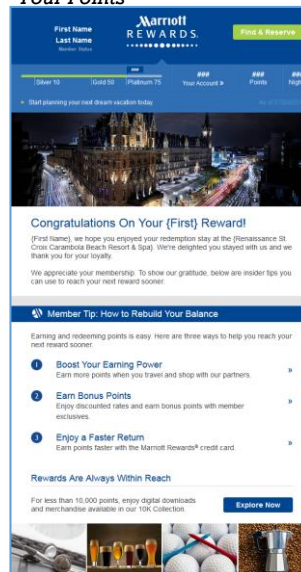 Your Points
First Name
Last Name
Member Status
Marriott
REWARDS.
Find & Reserve
###
Silver 10
Gold 50
Platinum 75
###
Your Account »
###
Points
###
Nigh
Start planning your next dream vacation today.
Congratulations On Your {First} Reward!
{First Name}, we hope you enjoyed your redemption stay at the {Renaissance St.
Croix Carambola Beach Resort & Spa}. We're delighted you stayed with us and we
thank you for your loyalty.
We appreciate your membership. To show our gratitude, below are insider tips you
can use to reach your next reward sooner.
Member Tip: How to Rebuild Your Balance
Earning and redeeming points is easy. Here are three ways to help you reach your
next reward sooner.
1 Boost Your Earning Power
Earn more points when you travel and shop with our partners. »
2 Earn Bonus Points
Enjoy discounted rates and earn bonus points with member »
exclusives.
3 Enjoy a Faster Return
Earn points faster with the Marriott Rewards® credit card. »
Rewards Are Always Within Reach
For less than 10,000 points, enjoy digital downloads
and merchandise available in our 10K Collection.
Explore Now